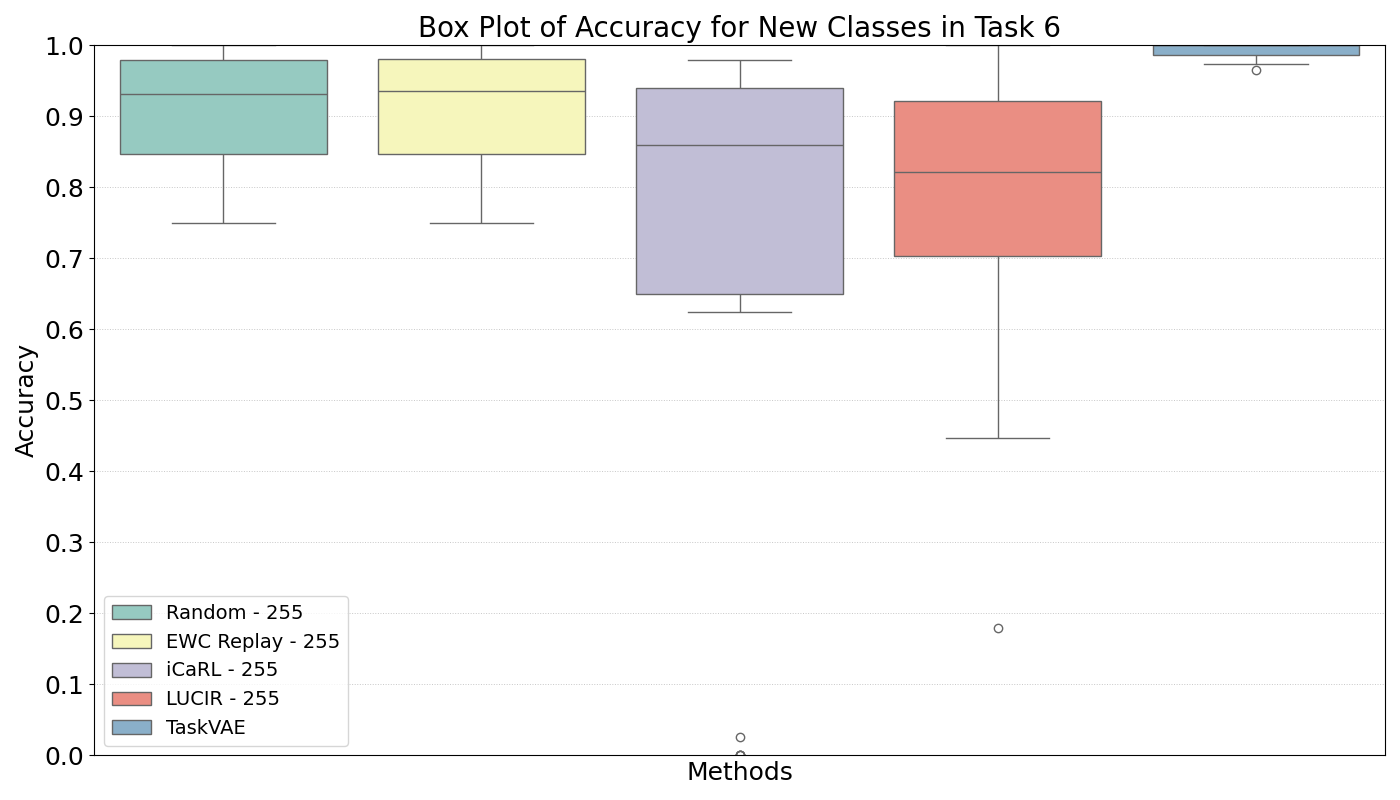 Box Plot of Accuracy for New Classes in Task 6
1.0
0.9
0.8
0.7
0.6
0.5
0.4
0.3
0.2
0.1
0.0
Accuracy
Random - 255
EWC Replay - 255
iCaRL - 255
LUCIR - 255
TaskVAE
Methods